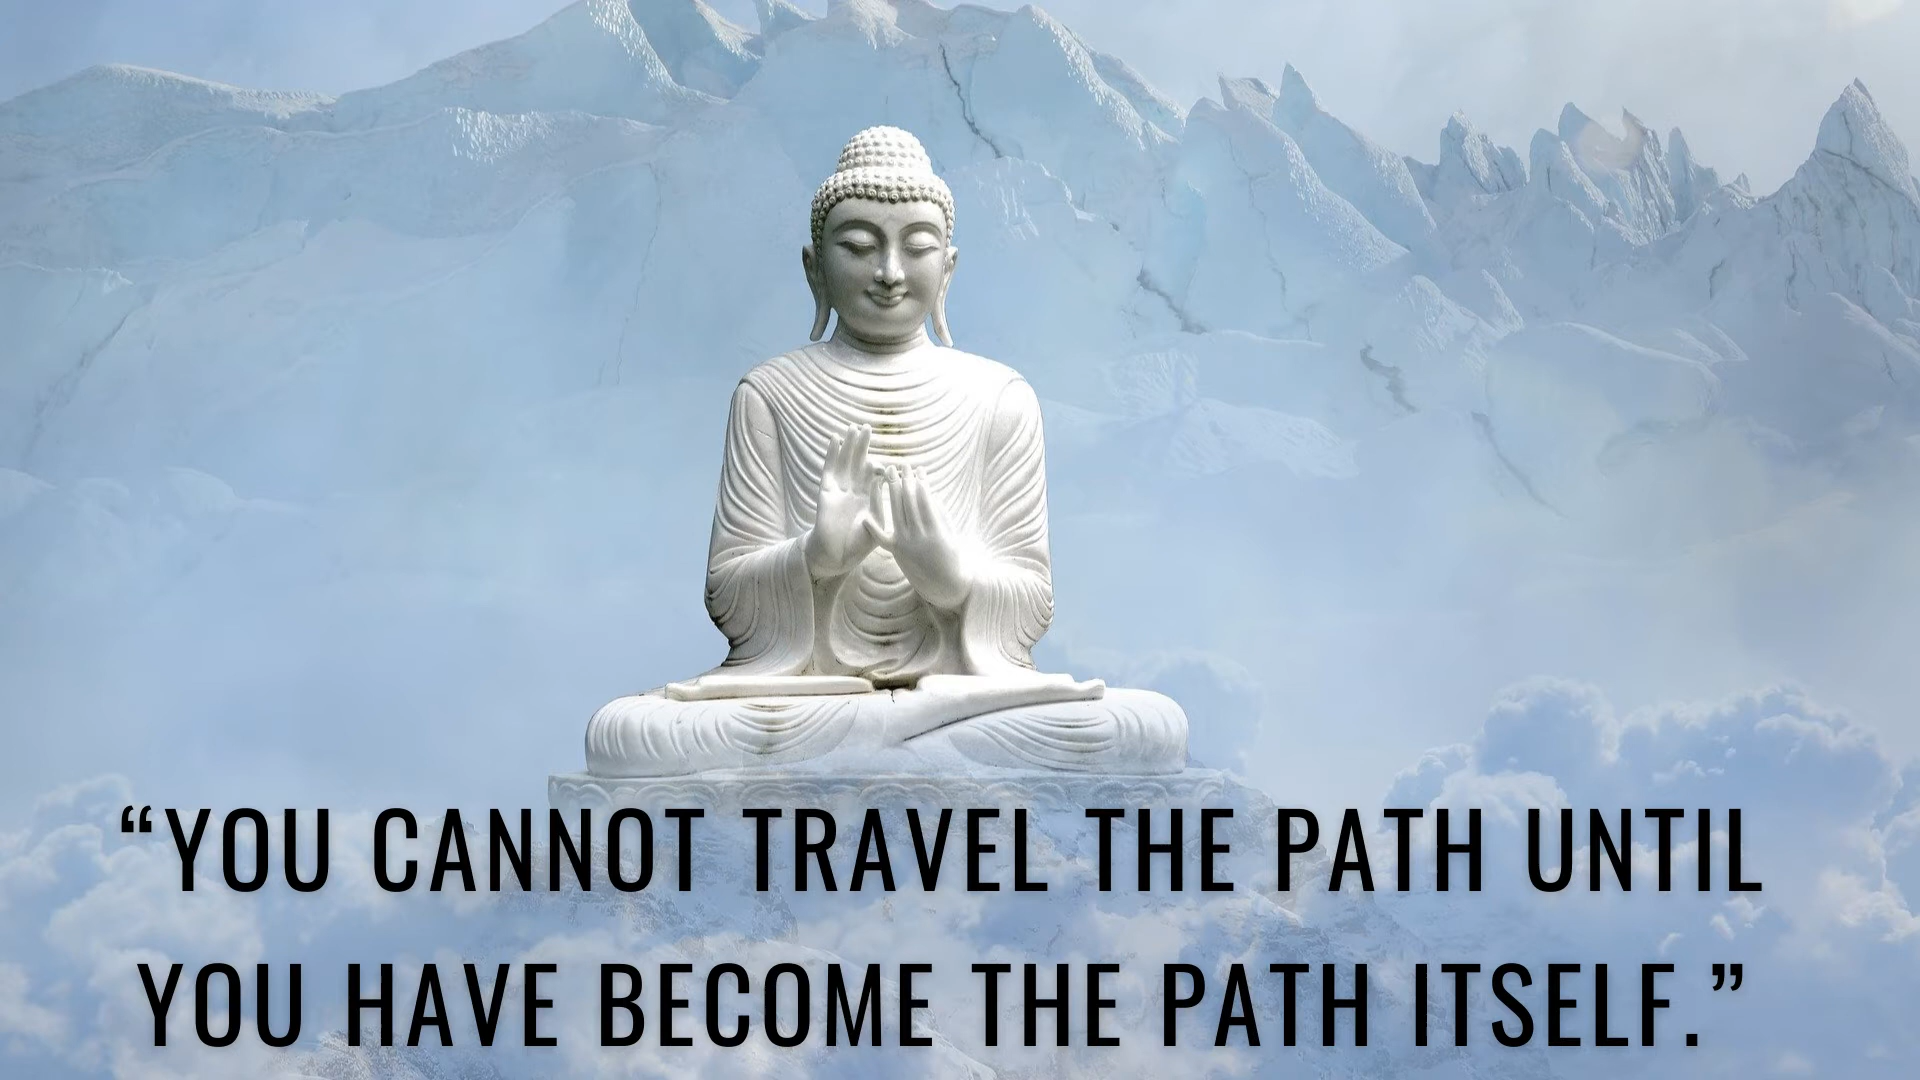 “YOU CANNOT TRAVEL THE PATH UNTIL
YOU HAVE BECOME THE PATH ITSELF.”